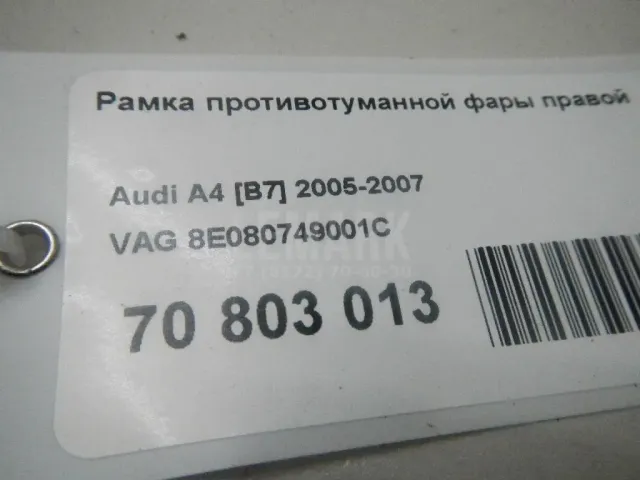 Рамка противотуманной фары правой
Audi A4 [B7] 2005-2007
VAG 8E080749001C
70 803 013